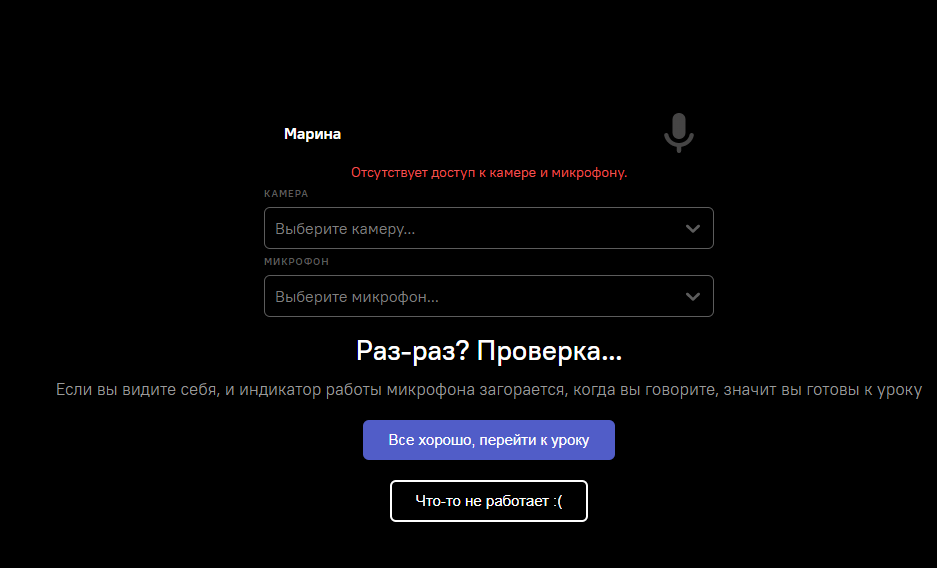 Марина
Отсутствует доступ к камере и микрофону.
КАМЕРА
Выберите камеру...
МИКРОФОН
Выберите микрофон...
Раз-раз? Проверка...
Если вы видите себя, и индикатор работы микрофона загорается, когда вы говорите, значит вы готовы к уроку
Все хорошо, перейти к уроку
Что-то не работает :(